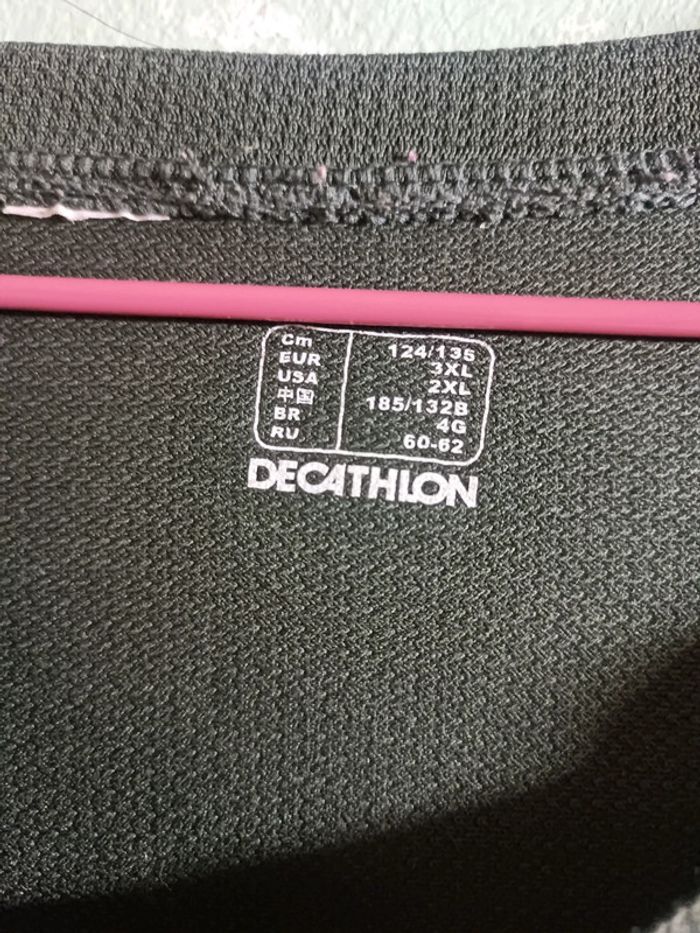 Cm 124/135
EUR 3XL
USA 2XL
中国 185/132B
BR 4G
RU 60-62
DECATHLON